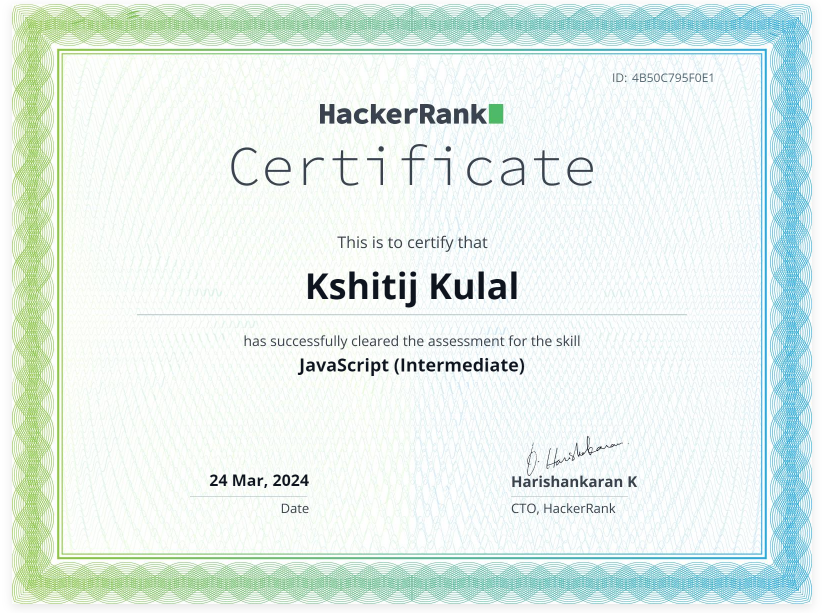 ID: 4B50C795F0E1
HackerRank
Certificate
This is to certify that
Kshitij Kulal
has successfully cleared the assessment for the skill
JavaScript (Intermediate)
D. Harishankaran
24 Mar, 2024
Harishankaran K
Date
CTO, HackerRank